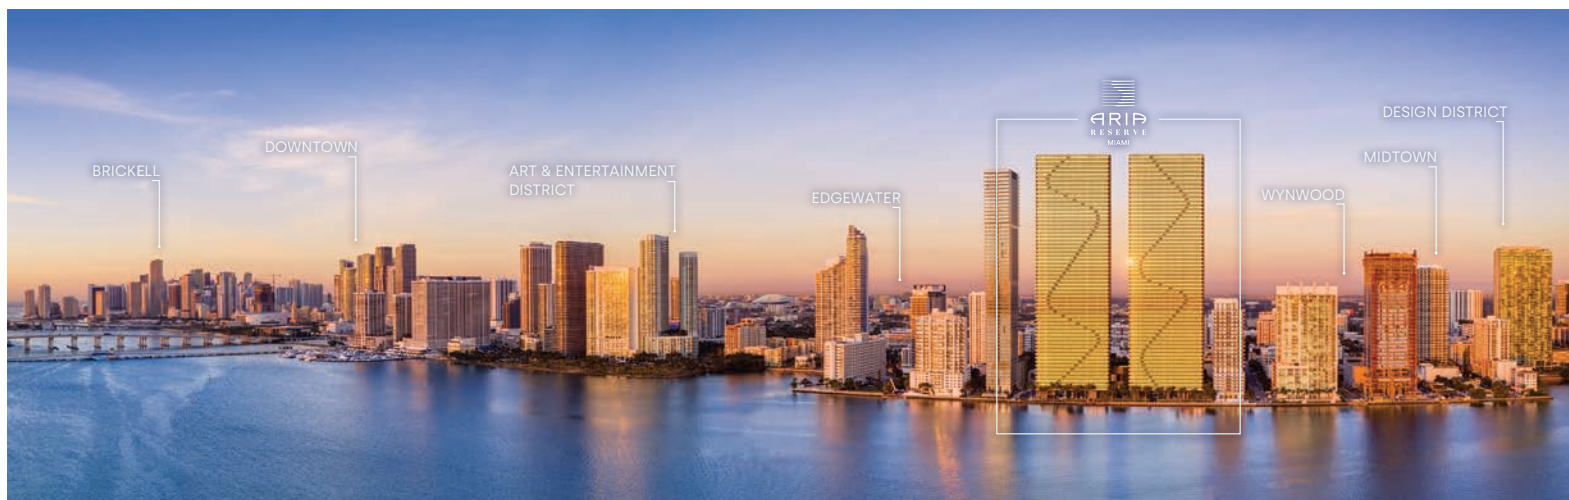 BRICKELL
DOWNTOWN
ART & ENTERTAINMENT
DISTRICT
EDGEWATER
ARIA
RESERVE
MIAMI
WYNWOOD
MIDTOWN
DESIGN DISTRICT